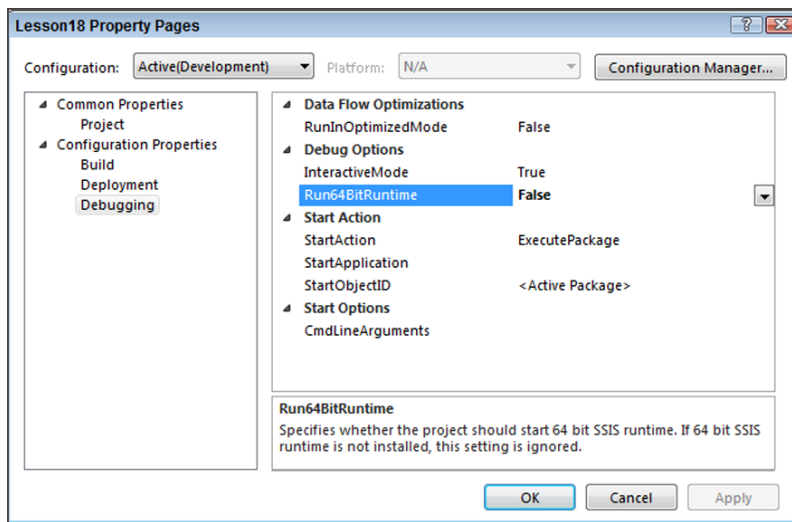 Lesson18 Property Pages
Configuration: Active(Development) Platform: N/A Configuration Manager...
Common Properties
Project
Configuration Properties
Build
Deployment
Debugging
Data Flow Optimizations
RunInOptimizedMode False
Debug Options
InteractiveMode True
Run64BitRuntime False
Start Action
StartAction ExecutePackage
StartApplication
StartObjectID <Active Package>
Start Options
CmdLineArguments
Run64BitRuntime
Specifies whether the project should start 64 bit SSIS runtime. If 64 bit SSIS
runtime is not installed, this setting is ignored.
OK Cancel Apply